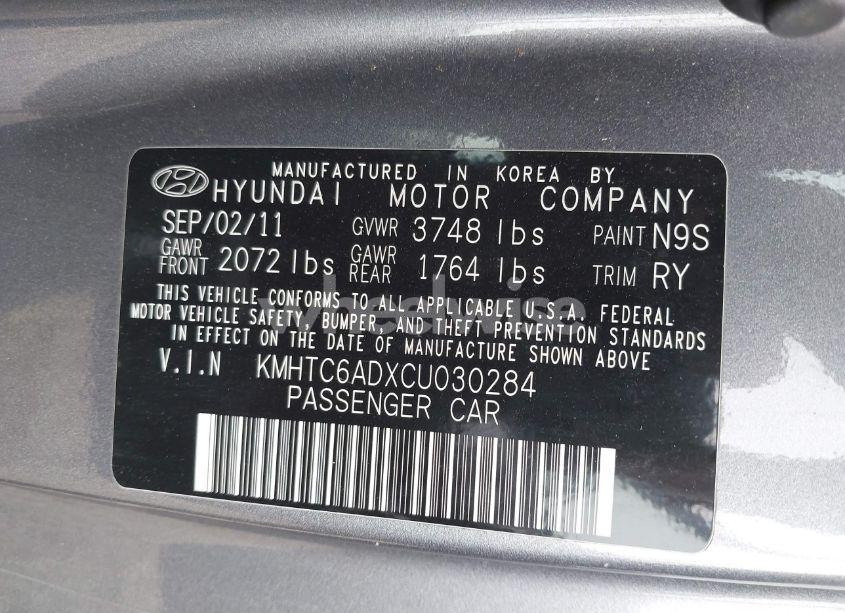 MANUFACTURED IN KOREA BY
HYUNDAI MOTOR COMPANY
SEP/02/11 GVWR 3748 lbs PAINT N9S
GAWR FRONT 2072 lbs GAWR REAR 1764 lbs TRIM RY
THIS VEHICLE CONFORMS TO ALL APPLICABLE U.S.A. FEDERAL
MOTOR VEHICLE SAFETY, BUMPER, AND THEFT PREVENTION STANDARDS
IN EFFECT ON THE DATE OF MANUFACTURE SHOWN ABOVE
V.I.N KMHTC6ADXCU030284
PASSENGER CAR
wheelwise